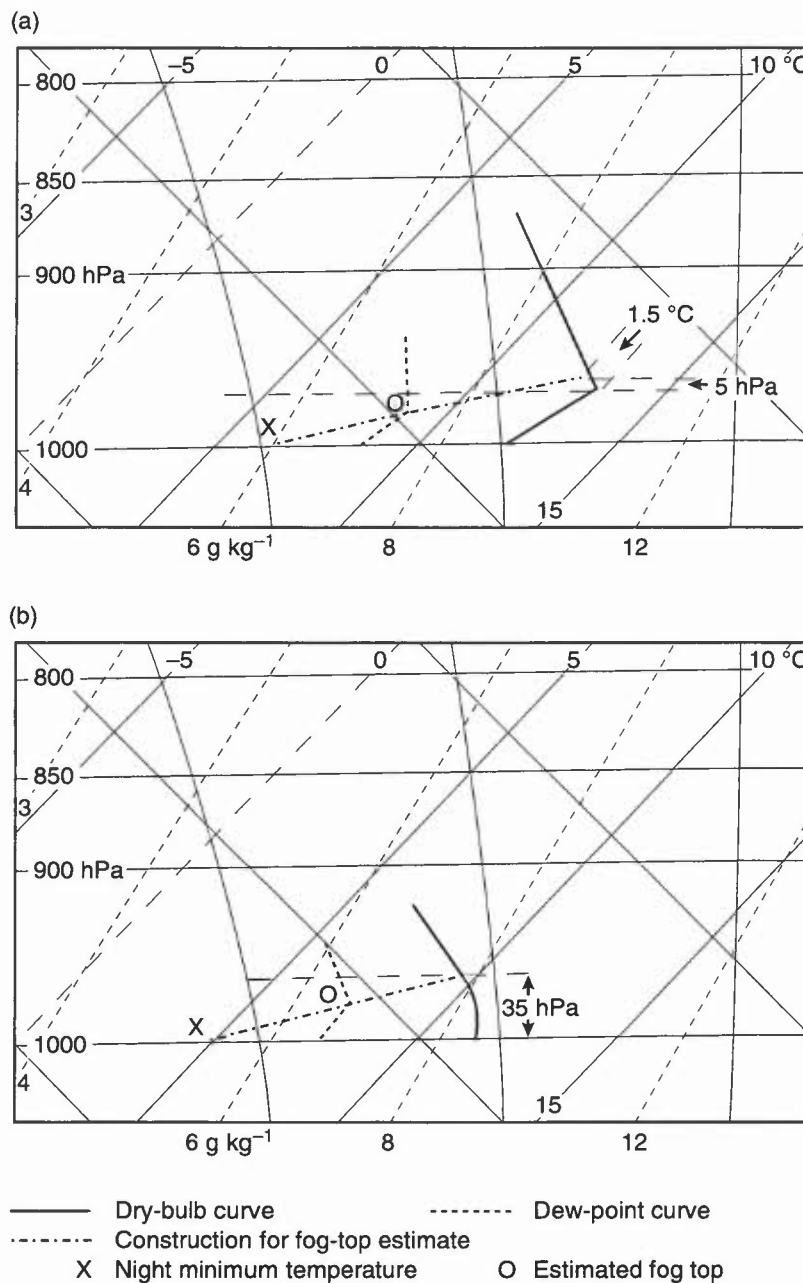 (a)
800
−5
0
5
10 °C
850
3
900 hPa
1.5 °C
5 hPa
O
X
1000
4
15
6 g kg⁻¹
8
12
(b)
−5
0
5
10 °C
800
850
3
900 hPa
O
35 hPa
X
1000
4
15
6 g kg⁻¹
8
12
Dry-bulb curve
Dew-point curve
Construction for fog-top estimate
X Night minimum temperature
O Estimated fog top